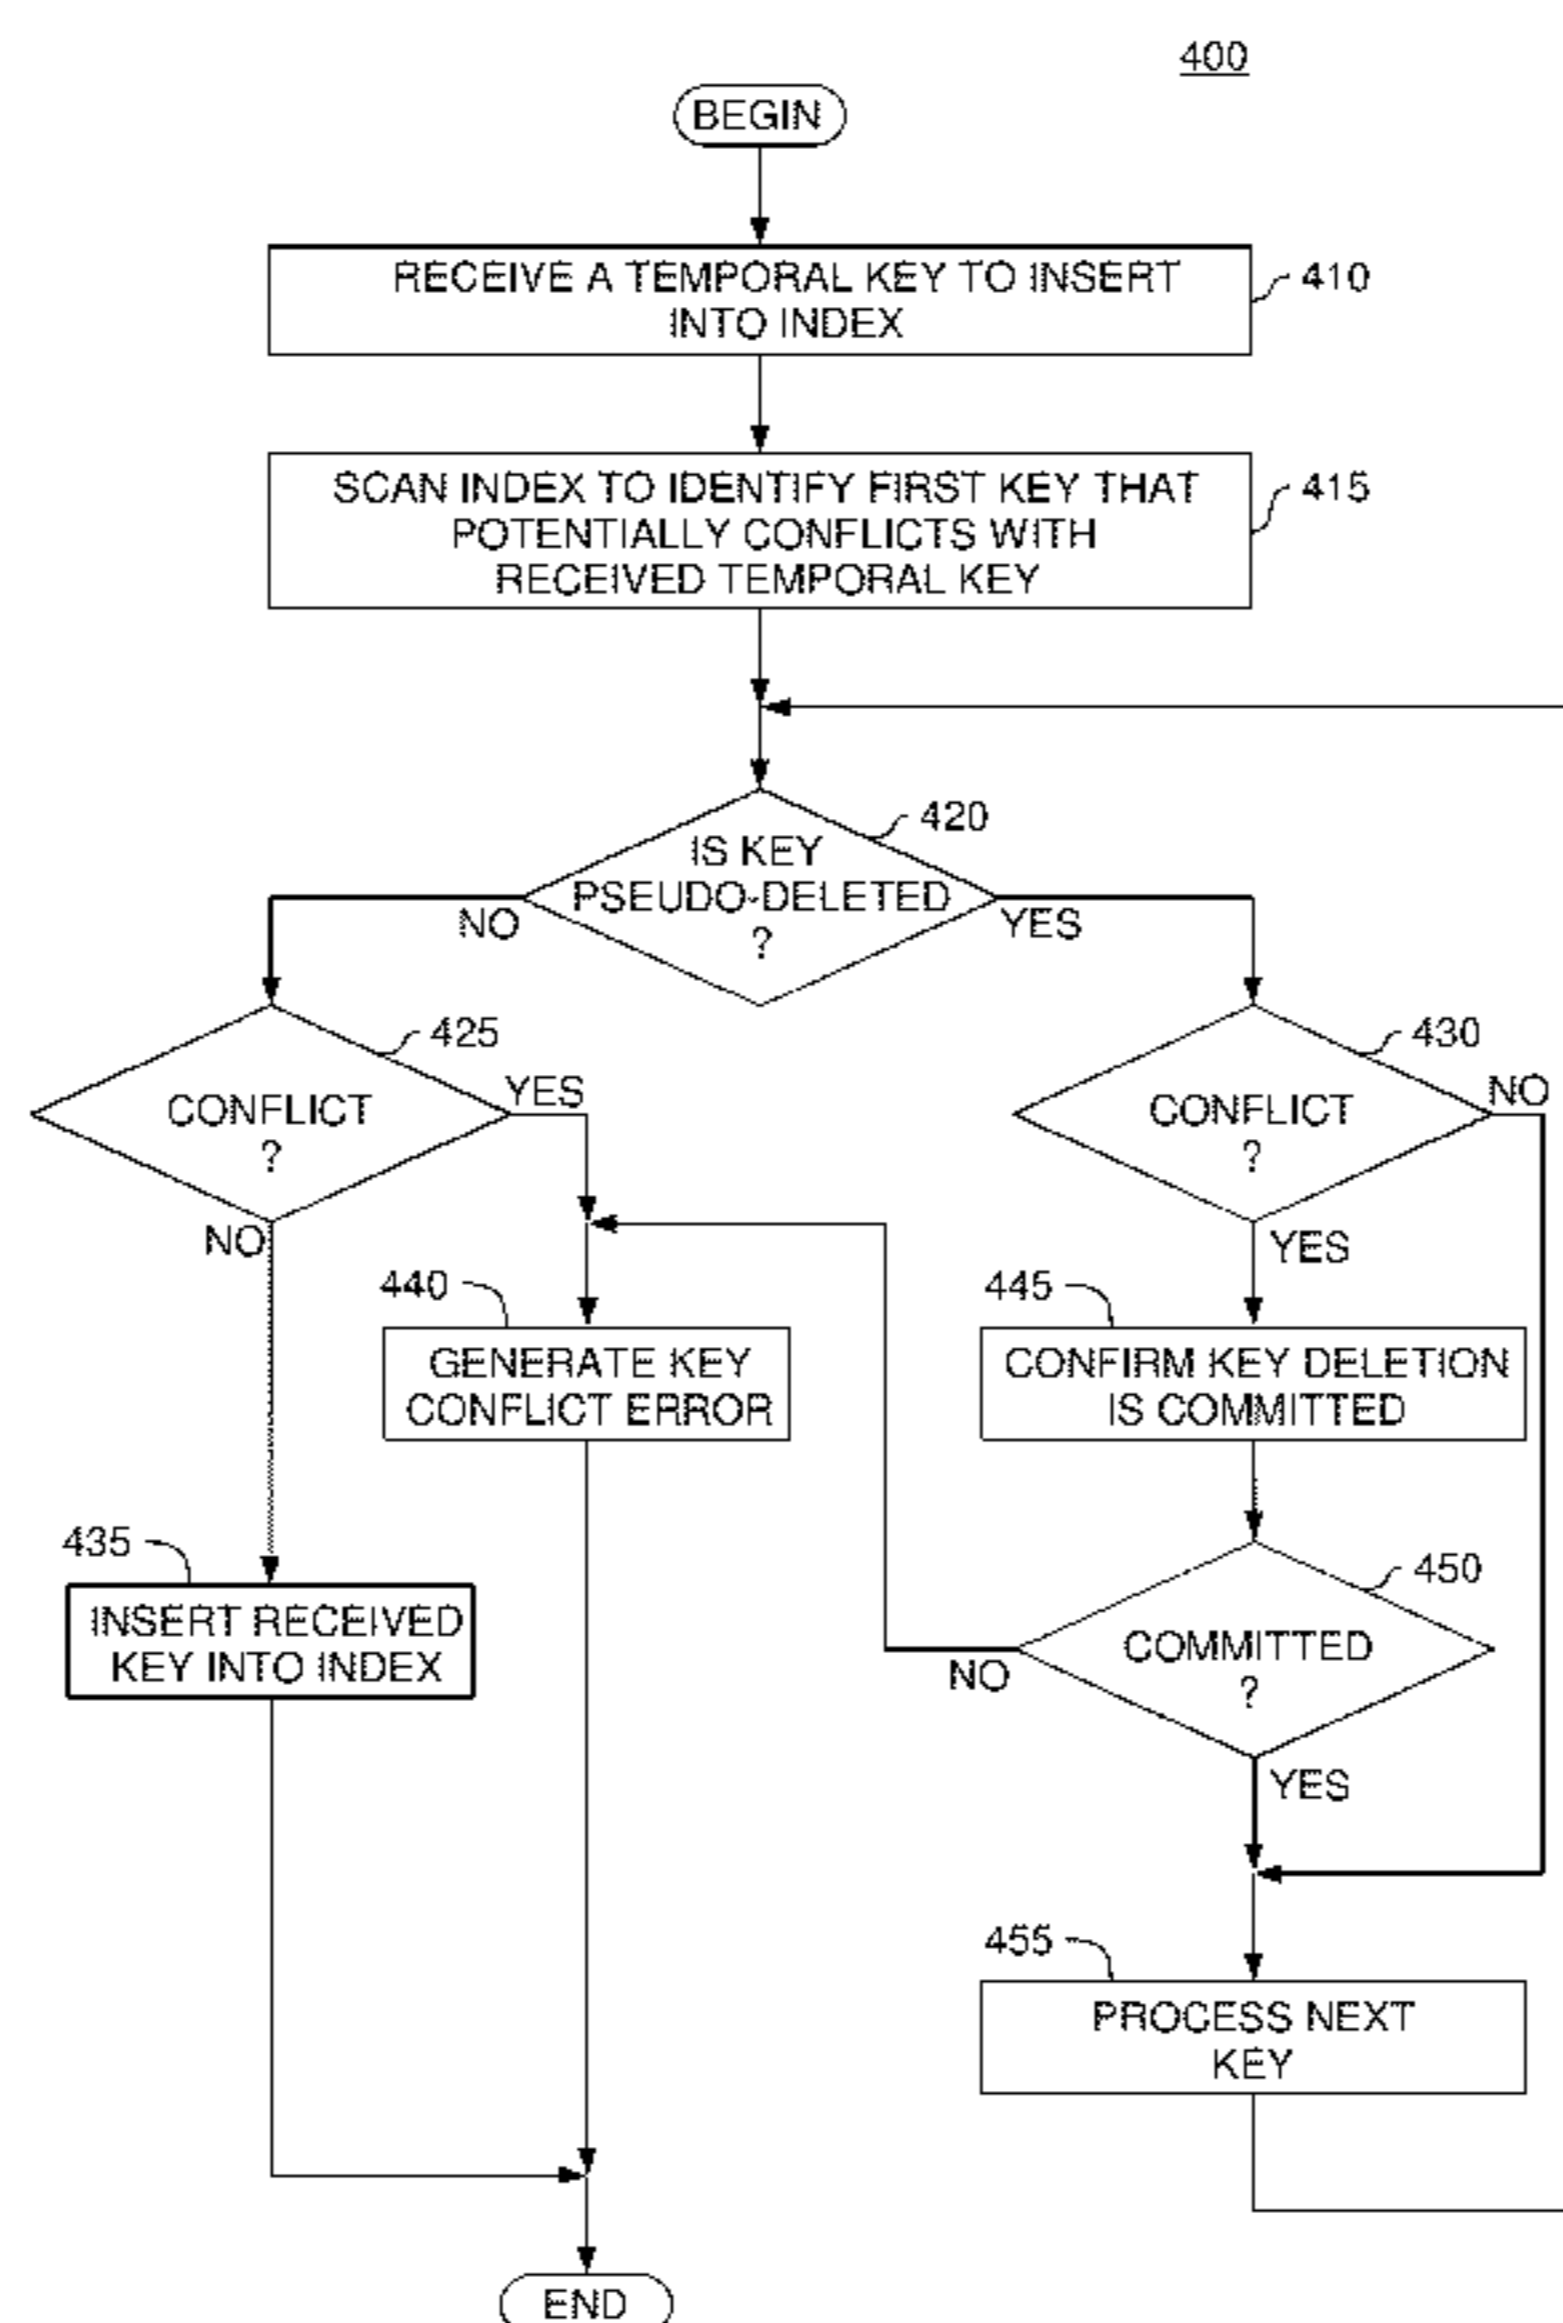 400
BEGIN
RECEIVE A TEMPORAL KEY TO INSERT
INTO INDEX
410
SCAN INDEX TO IDENTIFY FIRST KEY THAT
POTENTIALLY CONFLICTS WITH
RECEIVED TEMPORAL KEY
415
420
IS KEY
PSEUDO-DELETED
?
NO
YES
425
CONFLICT
?
YES
NO
430
CONFLICT
?
NO
YES
440
GENERATE KEY
CONFLICT ERROR
445
CONFIRM KEY DELETION
IS COMMITTED
435
INSERT RECEIVED
KEY INTO INDEX
450
COMMITTED
?
NO
YES
455
PROCESS NEXT
KEY
END